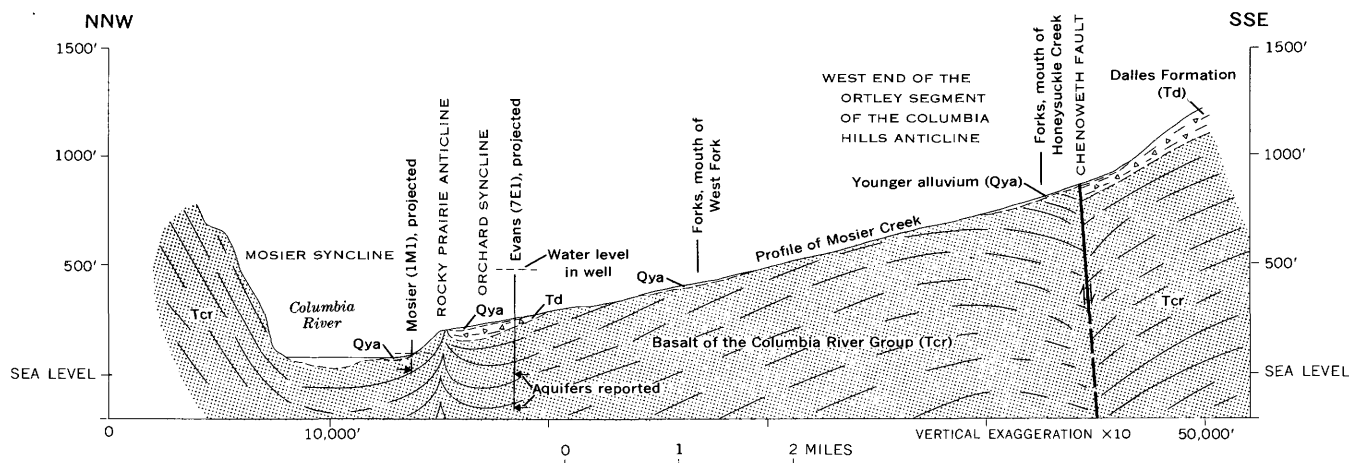 NNW
SSE
1500'
1000'
500'
SEA LEVEL
1500'
1000'
500'
SEA LEVEL
MOSIER SYNCLINE
Columbia
River
Tcr
Qya
Mosier (1M1), projected
ROCKY PRAIRIE ANTICLINE
ORCHARD SYNCLINE
Evans (7E1), projected
Water level
in well
Qya
Td
Aquifers reported
Qya
Forks, mouth of
West Fork
Profile of Mosier Creek
Basalt of the Columbia River Group (Tcr)
WEST END OF THE
ORTLEY SEGMENT
OF THE COLUMBIA
HILLS ANTICLINE
Younger alluvium (Qya)
Forks, mouth of
Honeysuckle Creek
CHENOWETH FAULT
Dalles Formation
(Td)
Tcr
0
10,000'
VERTICAL EXAGGERATION ×10
50,000'
0
1
2 MILES